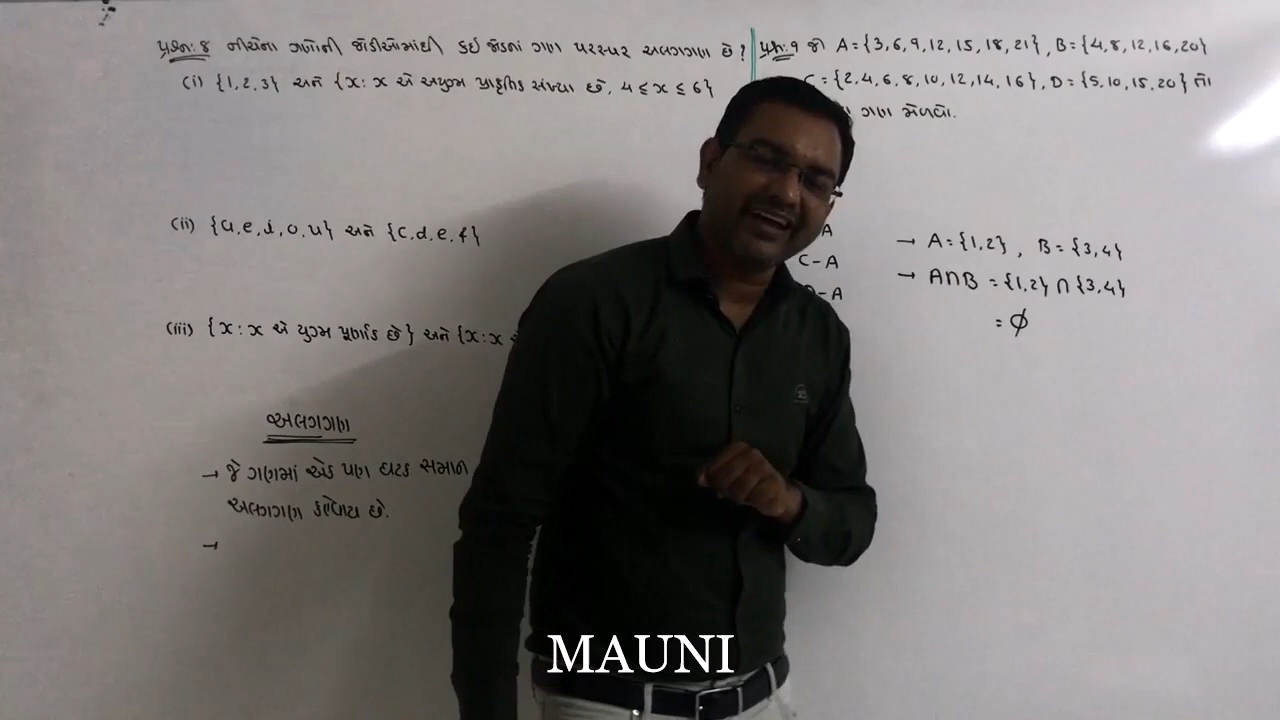 પ્રશ્ન: ૪ નીચેના ગણોની જોડીઓમાંથી કઈ જોડનાં ગણ પરસ્પર અલગગણ છે?
(i) {1,2,3} અને {x: x એ અયુગ્મ પ્રાકૃતિક સંખ્યા છે, 4 ≤ x ≤ 6}
(ii) {a,e,i,o,u} અને {c,d,e,f}
(iii) {x : x એ યુગ્મ પૂર્ણાંક છે} અને {x : x
અલગગણ
→ જે ગણમાં એક પણ ઘટક સમાન
અલગગણ કહેવાય છે.
→
પ્રશ્ન: ૧ જો A = {3,6,9,12,15,18,21}, B = {4,8,12,16,20}
C = {2,4,6,8,10,12,14,16}, D = {5,10,15,20} તો
ગણ મેળવો.
A
C-A
D-A
→ A = {1,2}, B = {3,4}
→ A∩B = {1,2} ∩ {3,4}
= φ
MAUNI